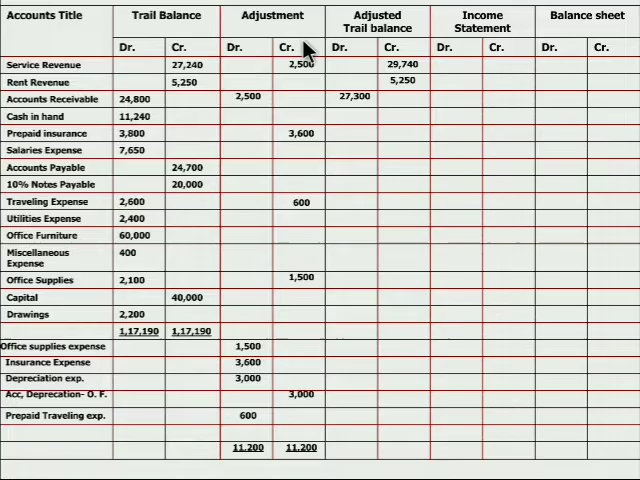 Accounts Title Trail Balance Adjustment Adjusted Trail balance Income Statement Balance sheet
Dr. Cr. Dr. Cr. Dr. Cr. Dr. Cr. Dr. Cr.
Service Revenue 27,240 2,500 29,740
Rent Revenue 5,250 5,250
Accounts Receivable 24,800 2,500 27,300
Cash in hand 11,240
Prepaid insurance 3,800 3,600
Salaries Expense 7,650
Accounts Payable 24,700
10% Notes Payable 20,000
Traveling Expense 2,600 600
Utilities Expense 2,400
Office Furniture 60,000
Miscellaneous Expense 400
Office Supplies 2,100 1,500
Capital 40,000
Drawings 2,200
1,17,190 1,17,190
Office supplies expense 1,500
Insurance Expense 3,600
Depreciation exp. 3,000
Acc, Deprecation- O. F. 3,000
Prepaid Traveling exp. 600
11.200 11.200